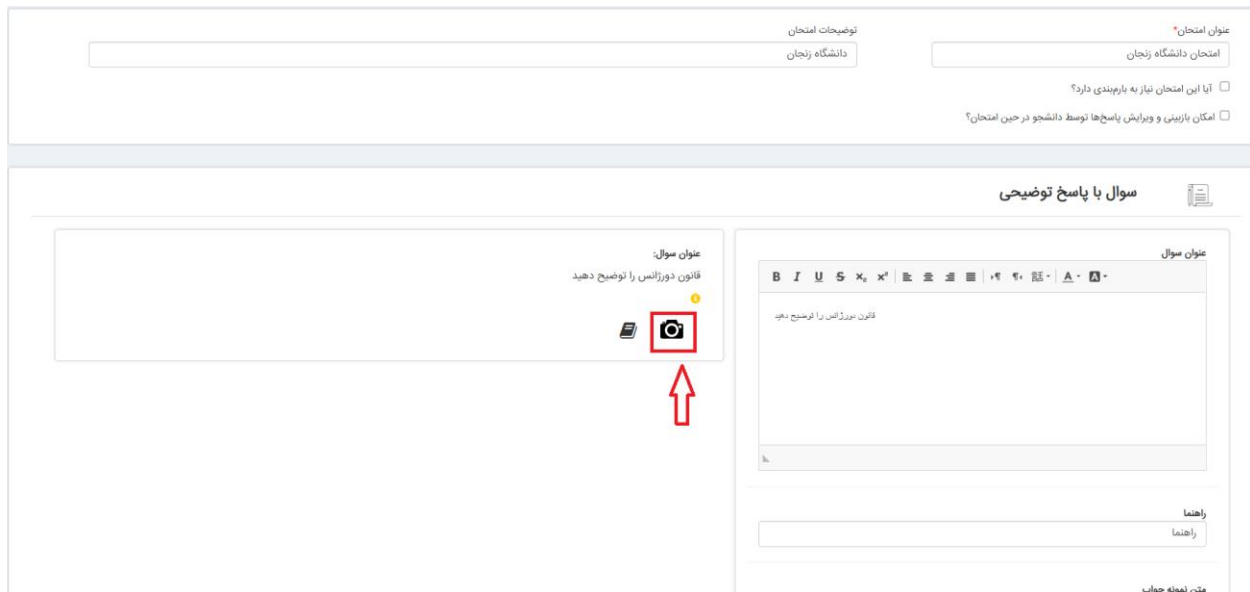 عنوان امتحان*
توضیحات امتحان
امتحان دانشگاه زنجان
دانشگاه زنجان
آیا این امتحان نیاز به بارم‌بندی دارد؟
امکان بازبینی و ویرایش پاسخ‌ها توسط دانشجو در حین امتحان؟
سوال با پاسخ توضیحی
عنوان سوال
B I U S x₂ x²
قانون دورژانس را توضیح دهید
راهنما
راهنما
متن نمونه جواب
عنوان سوال:
قانون دورژانس را توضیح دهید